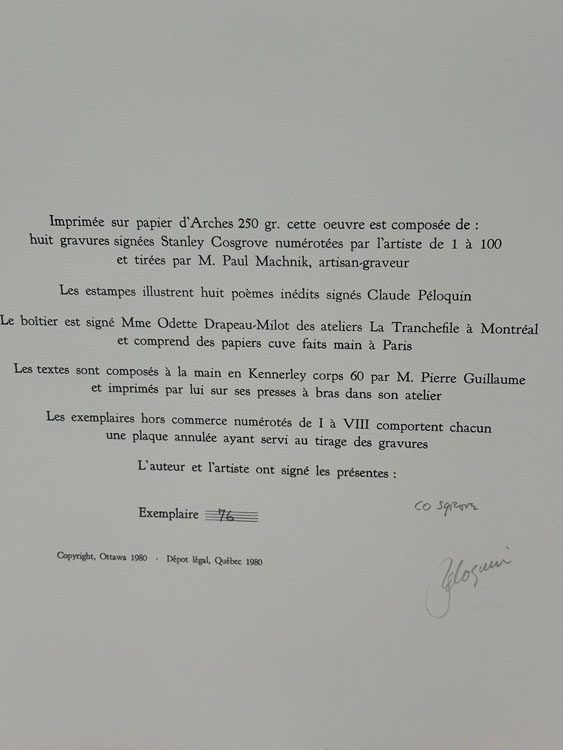 Imprimée sur papier d'Arches 250 gr. cette oeuvre est composée de :
huit gravures signées Stanley Cosgrove numérotées par l'artiste de 1 à 100
et tirées par M. Paul Machnik, artisan-graveur
Les estampes illustrent huit poèmes inédits signés Claude Péloquin
Le boîtier est signé Mme Odette Drapeau-Milot des ateliers La Tranchefile à Montréal
et comprend des papiers cuve faits main à Paris
Les textes sont composés à la main en Kennerley corps 60 par M. Pierre Guillaume
et imprimés par lui sur ses presses à bras dans son atelier
Les exemplaires hors commerce numérotés de I à VIII comportent chacun
une plaque annulée ayant servi au tirage des gravures
L'auteur et l'artiste ont signé les présentes :
Exemplaire 76
Cosgrove
Copyright, Ottawa 1980 · Dépot légal, Québec 1980
Péloquin